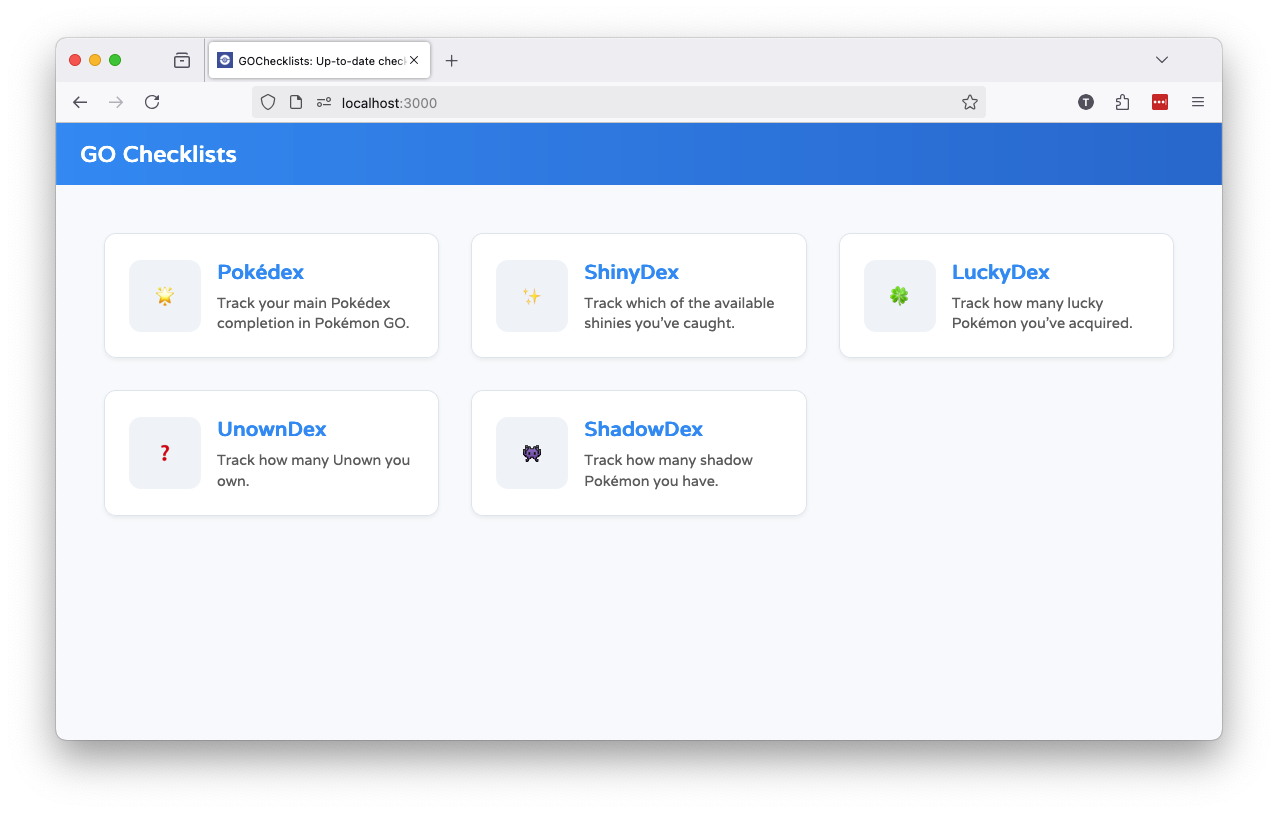 GOChecklists: Up-to-date chec
T
localhost:3000
GO Checklists
Pokédex
Track your main Pokédex
completion in Pokémon GO.
ShinyDex
Track which of the available
shinies you’ve caught.
LuckyDex
Track how many lucky
Pokémon you’ve acquired.
UnownDex
Track how many Unown you
own.
ShadowDex
Track how many shadow
Pokémon you have.